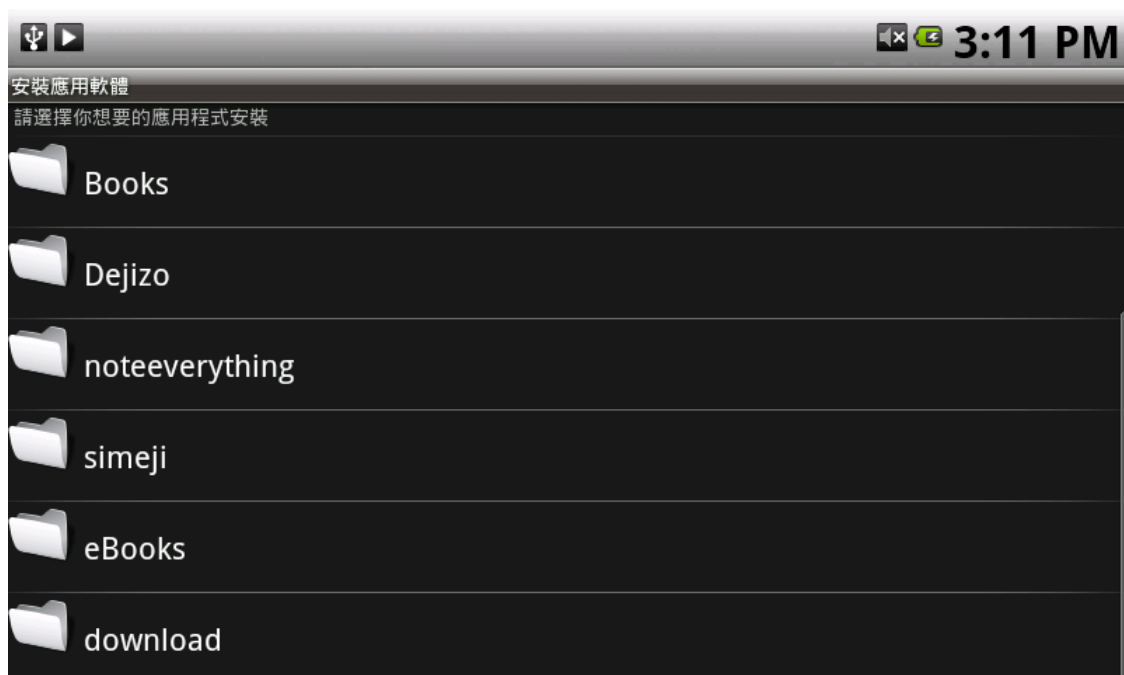 3:11 PM
安裝應用軟體
請選擇你想要的應用程式安裝
Books
Dejizo
noteeverything
simeji
eBooks
download